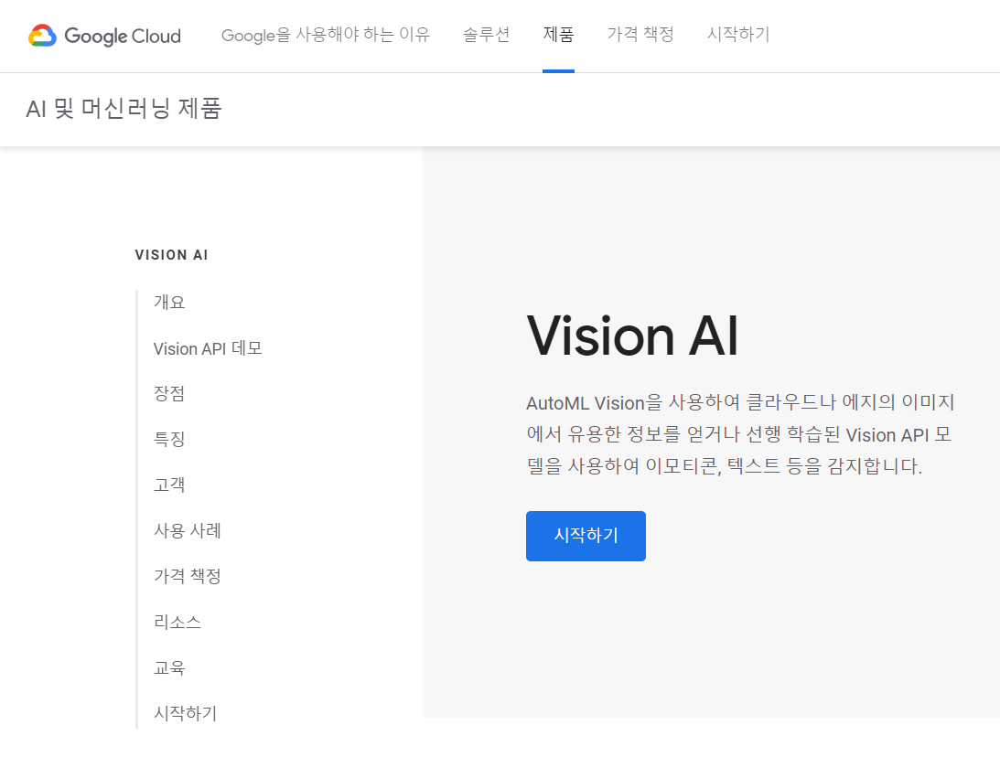 Google Cloud Google을 사용해야 하는 이유 솔루션 제품 가격 책정 시작하기
AI 및 머신러닝 제품
VISION AI
개요
Vision API 데모
장점
특징
고객
사용 사례
가격 책정
리소스
교육
시작하기
Vision AI
AutoML Vision을 사용하여 클라우드나 에지의 이미지
에서 유용한 정보를 얻거나 선행 학습된 Vision API 모
델을 사용하여 이모티콘, 텍스트 등을 감지합니다.
시작하기